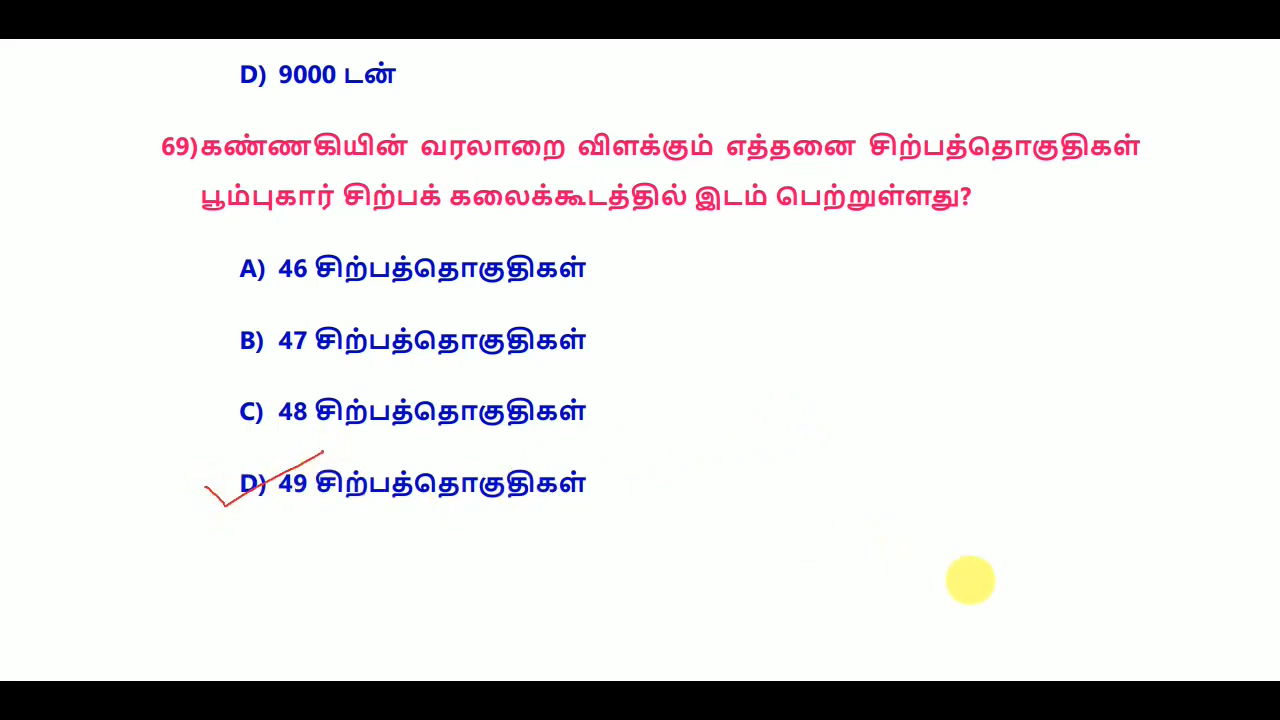 D) 9000 டன்
69)கண்ணகியின் வரலாறை விளக்கும் எத்தனை சிற்பத்தொகுதிகள்
பூம்புகார் சிற்பக் கலைக்கூடத்தில் இடம் பெற்றுள்ளது?
A) 46 சிற்பத்தொகுதிகள்
B) 47 சிற்பத்தொகுதிகள்
C) 48 சிற்பத்தொகுதிகள்
D) 49 சிற்பத்தொகுதிகள்